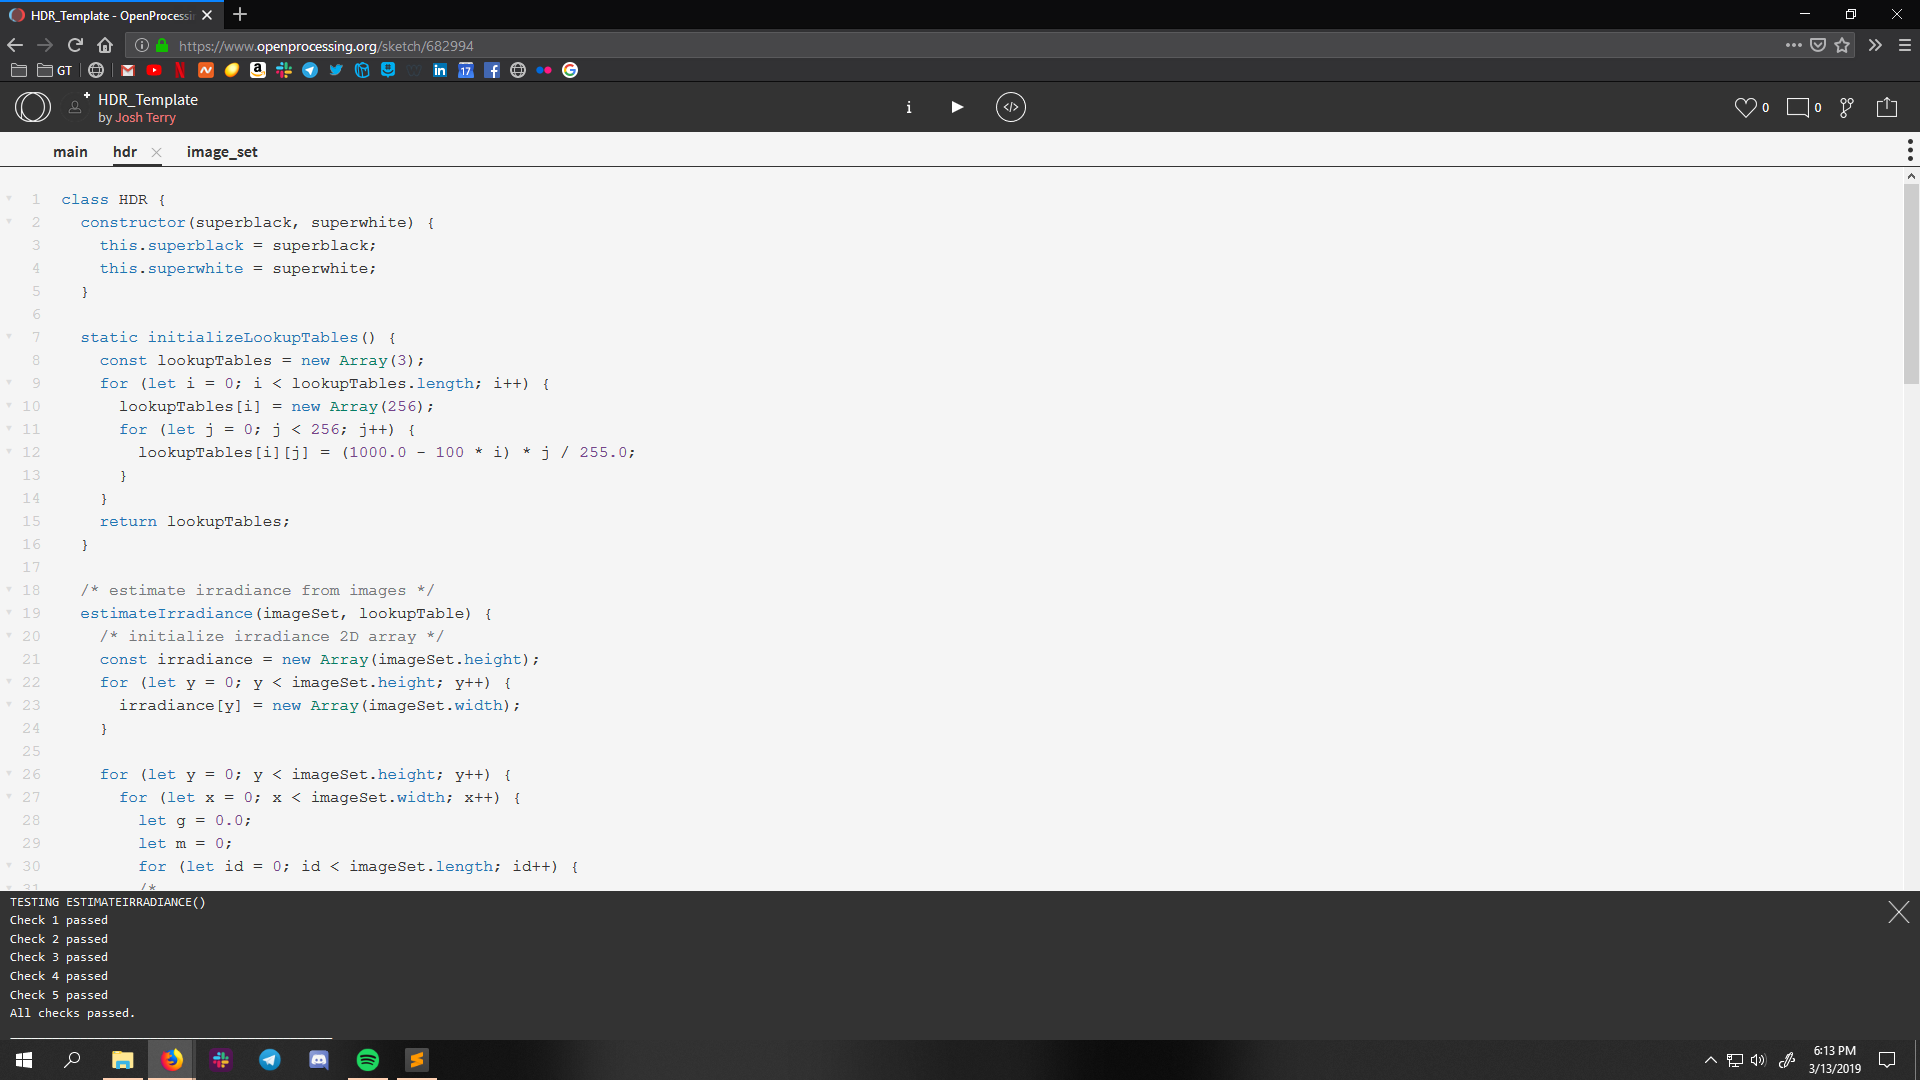 HDR_Template - OpenProcessin
https://www.openprocessing.org/sketch/682994
GT
HDR_Template
by Josh Terry
0
0
main
hdr
image_set
1 class HDR {
2 constructor(superblack, superwhite) {
3 this.superblack = superblack;
4 this.superwhite = superwhite;
5 }
6
7 static initializeLookupTables() {
8 const lookupTables = new Array(3);
9 for (let i = 0; i < lookupTables.length; i++) {
10 lookupTables[i] = new Array(256);
11 for (let j = 0; j < 256; j++) {
12 lookupTables[i][j] = (1000.0 - 100 * i) * j / 255.0;
13 }
14 }
15 return lookupTables;
16 }
17
18 /* estimate irradiance from images */
19 estimateIrradiance(imageSet, lookupTable) {
20 /* initialize irradiance 2D array */
21 const irradiance = new Array(imageSet.height);
22 for (let y = 0; y < imageSet.height; y++) {
23 irradiance[y] = new Array(imageSet.width);
24 }
25
26 for (let y = 0; y < imageSet.height; y++) {
27 for (let x = 0; x < imageSet.width; x++) {
28 let g = 0.0;
29 let m = 0;
30 for (let id = 0; id < imageSet.length; id++) {
31 /*
TESTING ESTIMATEIRRADIANCE()
Check 1 passed
Check 2 passed
Check 3 passed
Check 4 passed
Check 5 passed
All checks passed.
6:13 PM
3/13/2019